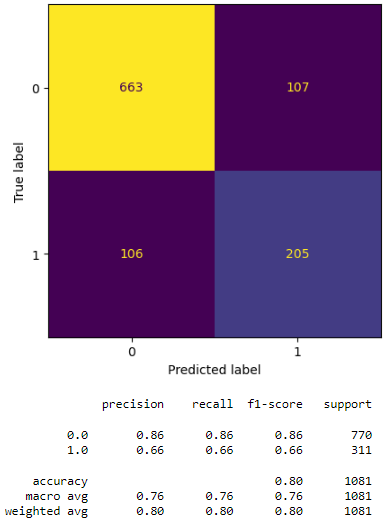 0
663 107
True label
1
106 205
0 1
Predicted label
precision recall f1-score support
0.0 0.86 0.86 0.86 770
1.0 0.66 0.66 0.66 311
accuracy 0.80 1081
macro avg 0.76 0.76 0.76 1081
weighted avg 0.80 0.80 0.80 1081